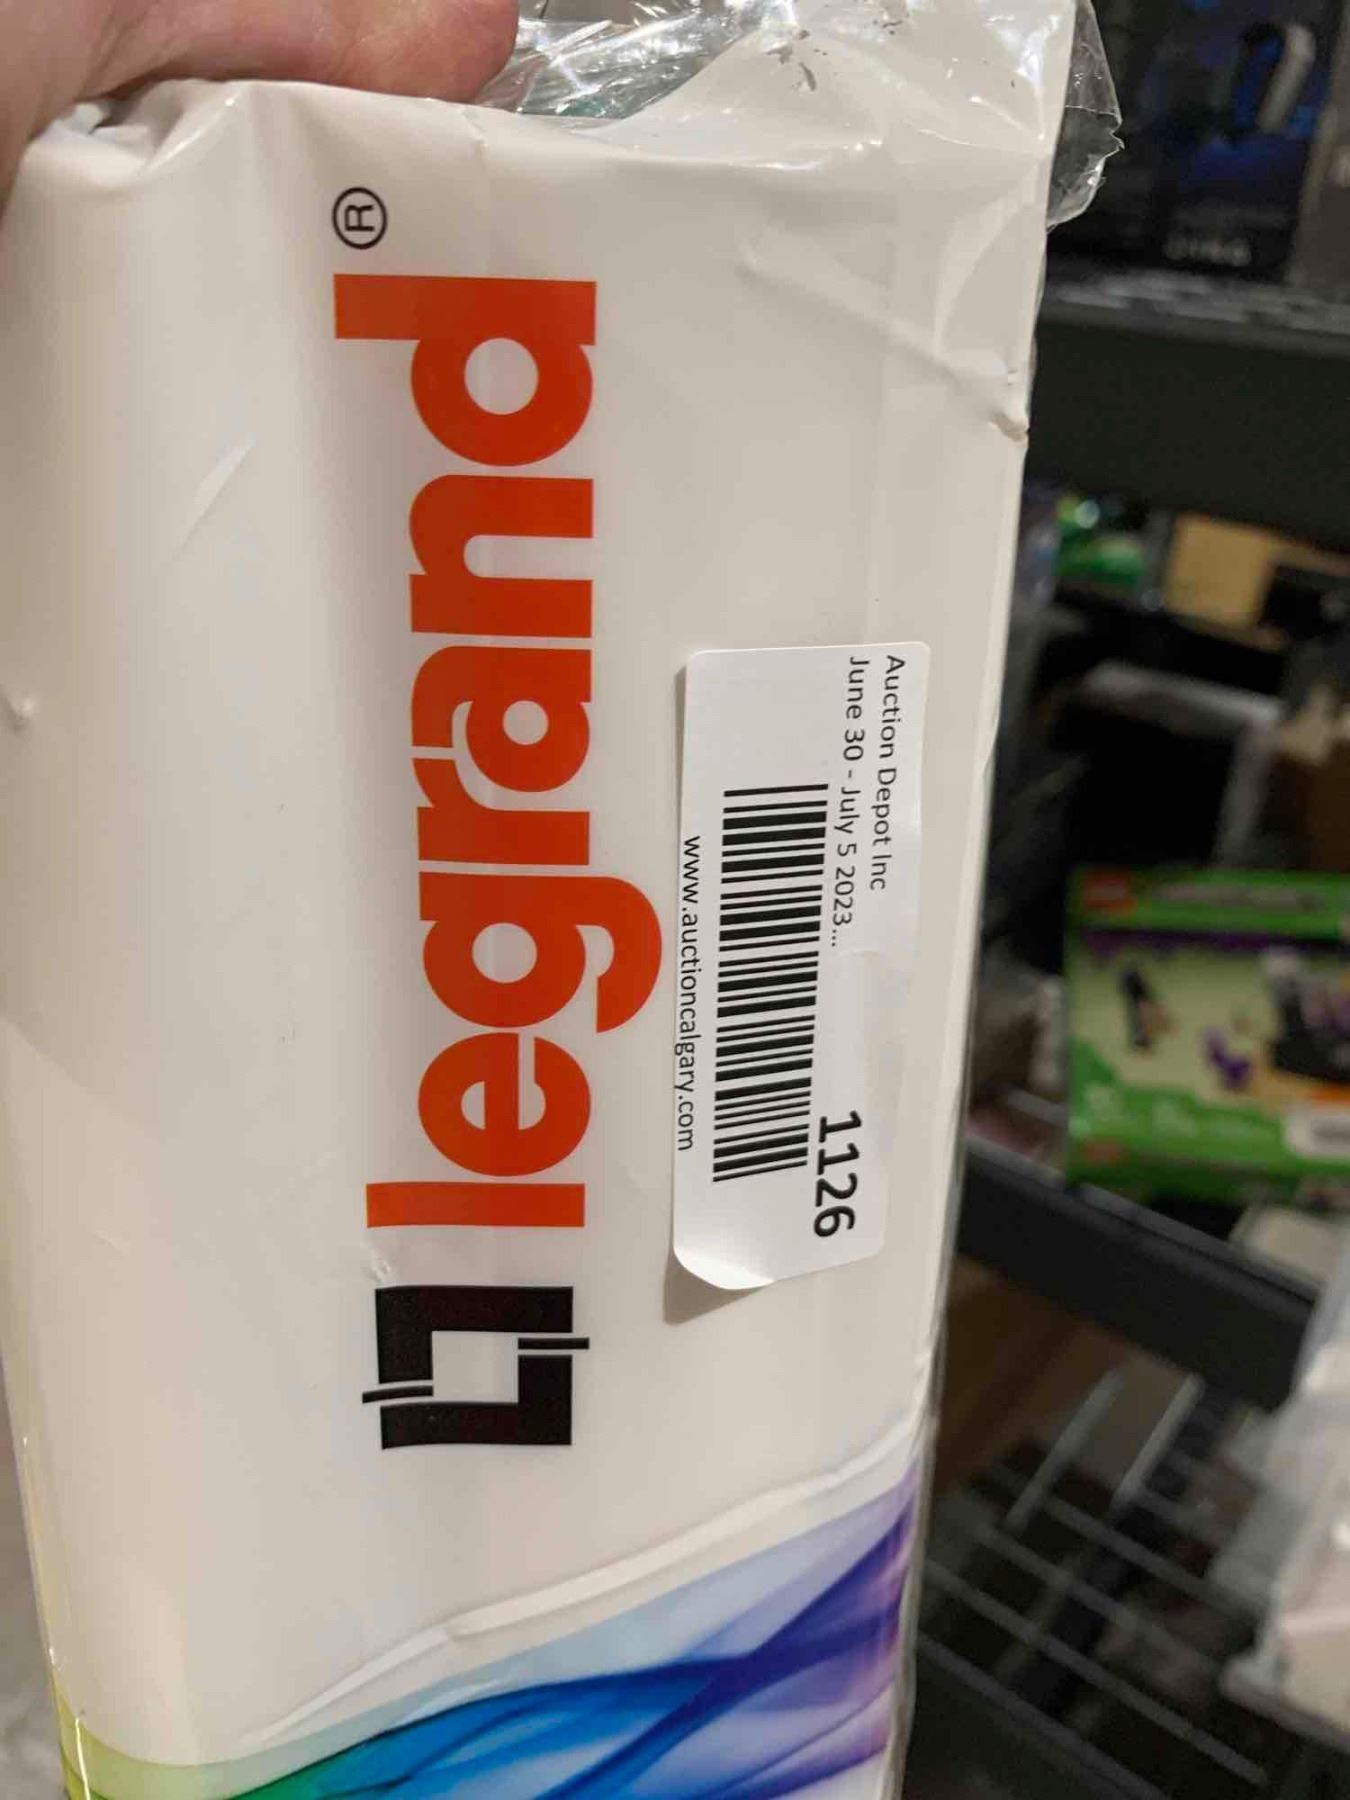 legrand®
Auction Depot Inc
June 30 - July 5 2023...
1126
www.auctioncalgary.com